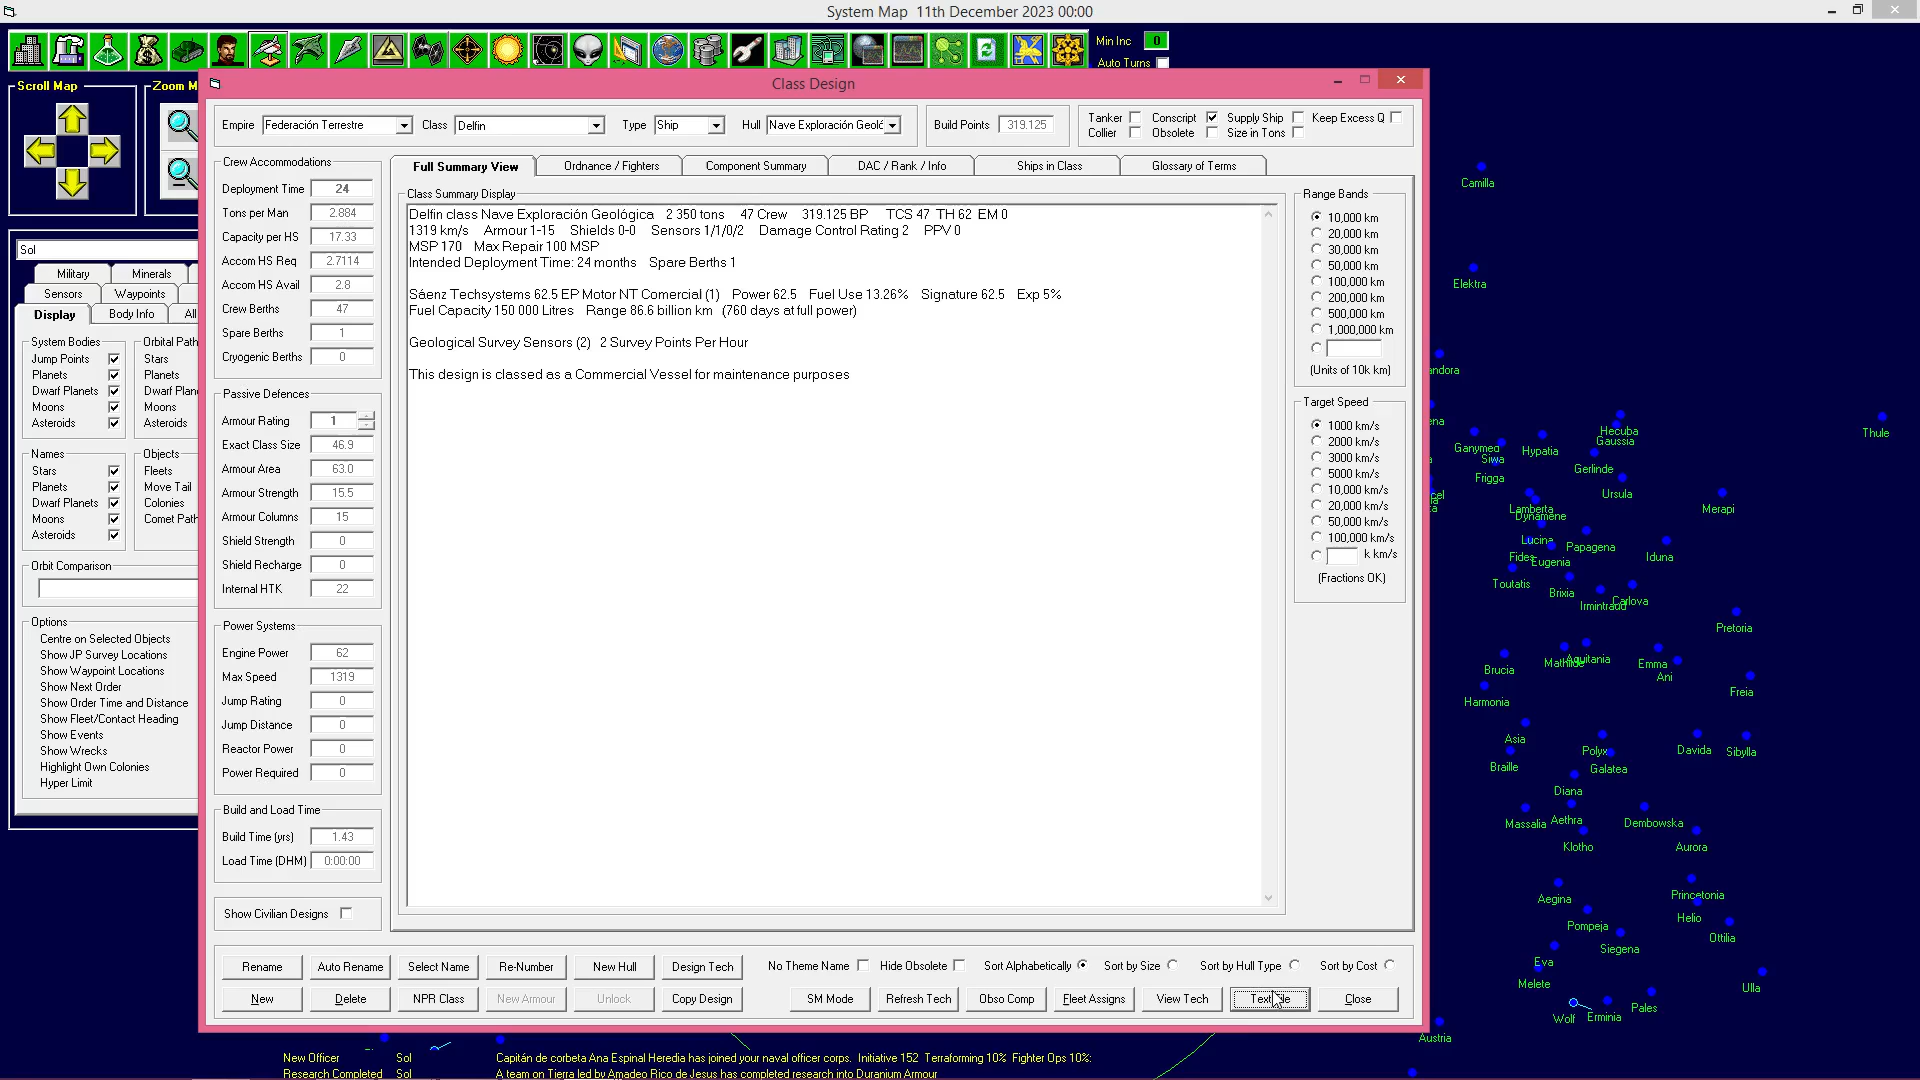 System Map 11th December 2023 00:00
Min Inc 0
Auto Turns
Scroll Map
Zoom M
Class Design
Empire Federación Terrestre Class Delfin Type Ship Hull Nave Exploración Geoló Build Points 319.125
Tanker Conscript Supply Ship Keep Excess Q
Collier Obsolete Size in Tons
Crew Accommodations
Deployment Time 24
Tons per Man 2.884
Capacity per HS 17.33
Accom HS Req 2.7114
Accom HS Avail 2.8
Crew Berths 47
Spare Berths 1
Cryogenic Berths 0
Passive Defences
Armour Rating 1
Exact Class Size 46.9
Armour Area 63.0
Armour Strength 15.5
Armour Columns 15
Shield Strength 0
Shield Recharge 0
Internal HTK 22
Power Systems
Engine Power 62
Max Speed 1319
Jump Rating 0
Jump Distance 0
Reactor Power 0
Power Required 0
Build and Load Time
Build Time (yrs) 1.43
Load Time (DHM) 0:00:00
Show Civilian Designs
Full Summary View
Ordnance / Fighters
Component Summary
DAC / Rank / Info
Ships in Class
Glossary of Terms
Class Summary Display
Delfin class Nave Exploración Geológica 2 350 tons 47 Crew 319.125 BP TCS 47 TH 62 EM 0
1319 km/s Armour 1-15 Shields 0-0 Sensors 1/1/0/2 Damage Control Rating 2 PPV 0
MSP 170 Max Repair 100 MSP
Intended Deployment Time: 24 months Spare Berths 1
Sáenz Techsystems 62.5 EP Motor NT Comercial (1) Power 62.5 Fuel Use 13.26% Signature 62.5 Exp 5%
Fuel Capacity 150 000 Litres Range 86.6 billion km (760 days at full power)
Geological Survey Sensors (2) 2 Survey Points Per Hour
This design is classed as a Commercial Vessel for maintenance purposes
Range Bands
10,000 km
20,000 km
30,000 km
50,000 km
100,000 km
200,000 km
500,000 km
1,000,000 km
(Units of 10k km)
Target Speed
1000 km/s
2000 km/s
3000 km/s
5000 km/s
10,000 km/s
20,000 km/s
50,000 km/s
100,000 km/s
k km/s
(Fractions OK)
Rename Auto Rename Select Name Re-Number New Hull Design Tech No Theme Name Hide Obsolete Sort Alphabetically Sort by Size Sort by Hull Type Sort by Cost
New Delete NPR Class New Armour Unlock Copy Design SM Mode Refresh Tech Obso Comp Fleet Assigns View Tech Text File Close
Sol
Military Minerals
Sensors Waypoints
Display Body Info All
System Bodies
Jump Points
Planets
Dwarf Planets
Moons
Asteroids
Orbital Path
Stars
Planets
Dwarf Plan
Moons
Asteroids
Names
Stars
Planets
Dwarf Planets
Moons
Asteroids
Objects
Fleets
Move Tail
Colonies
Comet Path
Orbit Comparison
Options
Centre on Selected Objects
Show JP Survey Locations
Show Waypoint Locations
Show Next Order
Show Order Time and Distance
Show Fleet/Contact Heading
Show Events
Show Wrecks
Highlight Own Colonies
Hyper Limit
Camilla
Elektra
andora
ena
Thule
Hecuba
Gaussia
Ganymed
Siwa
Hypatia
Gerlinde
Frigga
Ursula
Merapi
Lamberta
Dynamene
Lucina
Papagena
Iduna
Fides
Eugenia
Toutatis
Brixia
Irmintraud
Carlova
Pretoria
Brucia
Mathilde
Aquitania
Emma
Ani
Freia
Harmonia
Asia
Polyx
Davida
Sibylla
Braille
Galatea
Diana
Massalia
Aethra
Dembowska
Klotho
Aurora
Aegina
Princetonia
Helio
Pompeja
Ottilia
Siegena
Eva
Melete
Ulla
Wolf
Erminia
Pales
Austria
New Officer Sol Capitán de corbeta Ana Espinal Heredia has joined your naval officer corps. Initiative 152 Terraforming 10% Fighter Ops 10%:
Research Completed Sol A team on Tierra led by Amadeo Rico de Jesus has completed research into Duranium Armour